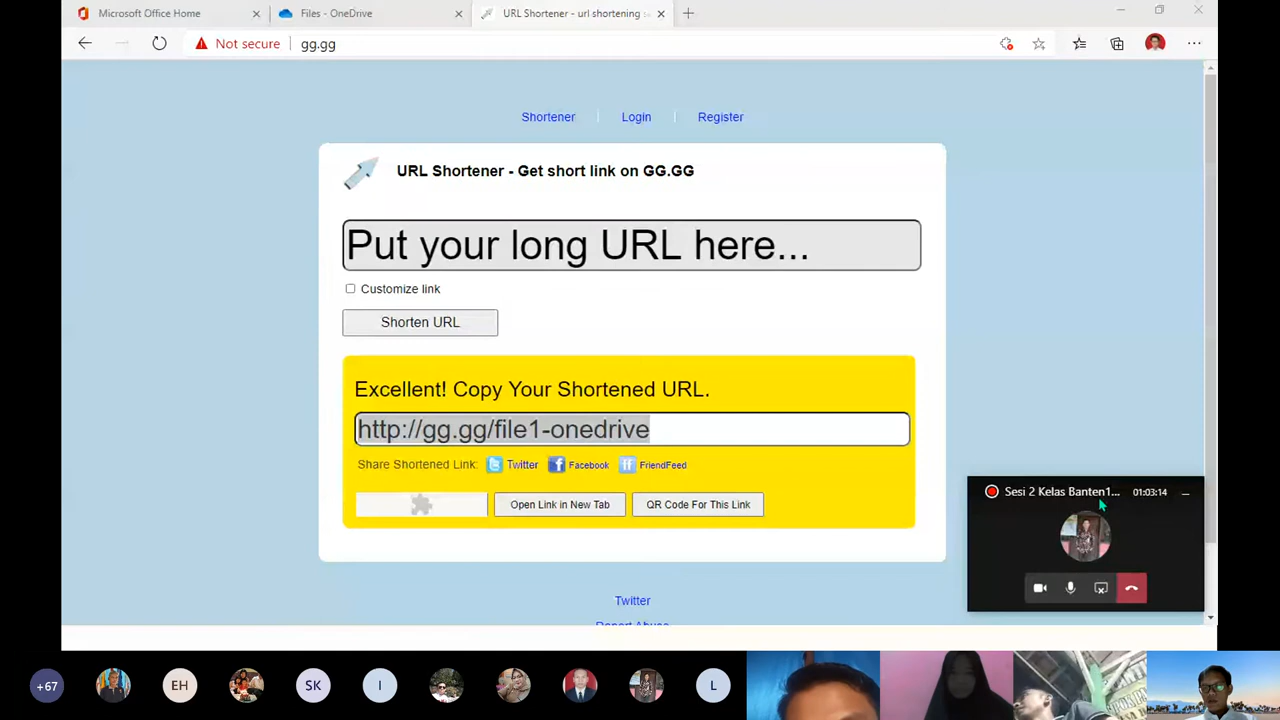 Microsoft Office Home
Files - OneDrive
URL Shortener - url shortening se
Not secure
gg.gg
Shortener
Login
Register
URL Shortener - Get short link on GG.GG
Put your long URL here...
Customize link
Shorten URL
Excellent! Copy Your Shortened URL.
http://gg.gg/file1-onedrive
Share Shortened Link:
Twitter
Facebook
FriendFeed
Open Link in New Tab
QR Code For This Link
Sesi 2 Kelas Banten1...
01:03:14
Twitter
Report Abuse
+67
EH
SK
I
L